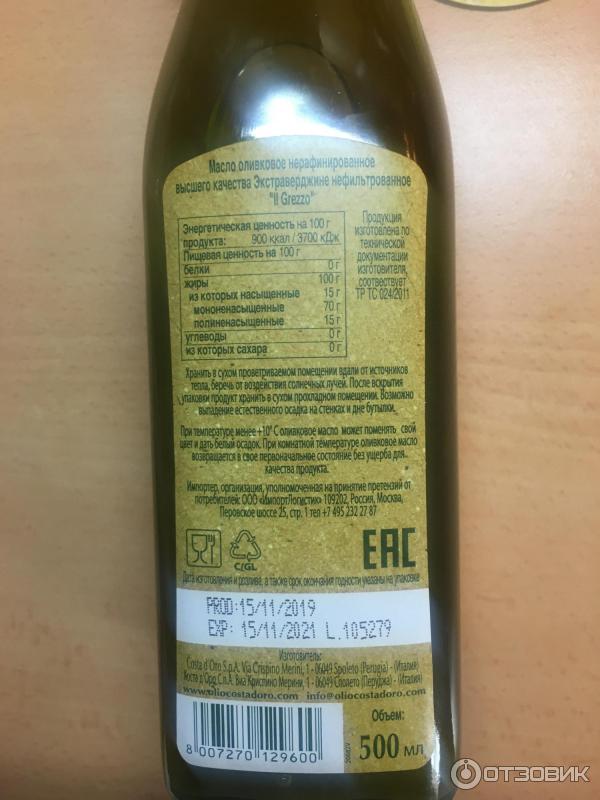 Масло оливковое нерафинированное
высшего качества Экстраверджине нефильтрованное
"Il Grezzo"
Энергетическая ценность на 100 г
продукта: 900 ккал / 3700 кДж
Пищевая ценность на 100 г
белки 0 г
жиры 100 г
из которых насыщенные 15 г
мононенасыщенные 70 г
полиненасыщенные 15 г
углеводы 0 г
из которых сахара 0 г
Продукция
изготовлена по
технической
документации
изготовителя,
соответствует
ТР ТС 024/2011
Хранить в сухом проветриваемом помещении вдали от источников
тепла, беречь от воздействия солнечных лучей. После вскрытия
упаковки продукт хранить в сухом прохладном помещении. Возможно
выпадение естественного осадка на стенках и дне бутылки.
При температуре менее +10° С оливковое масло может поменять свой
цвет и дать белый осадок. При комнатной температуре оливковое масло
возвращается в свое первоначальное состояние без ущерба для
качества продукта.
Импортер, организация, уполномоченная на принятие претензий от
потребителей: ООО «ИмпортЛогистик» 109202, Россия, Москва,
Перовское шоссе 25, стр. 1 тел +7 495 232 27 87
C/GL
EAC
Дата изготовления и розлива, а также срок окончания годности указаны на упаковке
PROD:15/11/2019
EXP: 15/11/2021 L.105279
Изготовитель:
Costa d'Oro S.p.A. Via Crispino Merini, 1 - 06049 Spoleto (Perugia) - (Италия)
Коста д'Оро С.п.А. Виа Криспино Мерини, 1 - 06049 Сполето (Перуджа) - (Италия)
www.oliocostadoro.com info@oliocostadoro.com
8 007270 129600
Объем:
500 мл
ОТЗОВИК